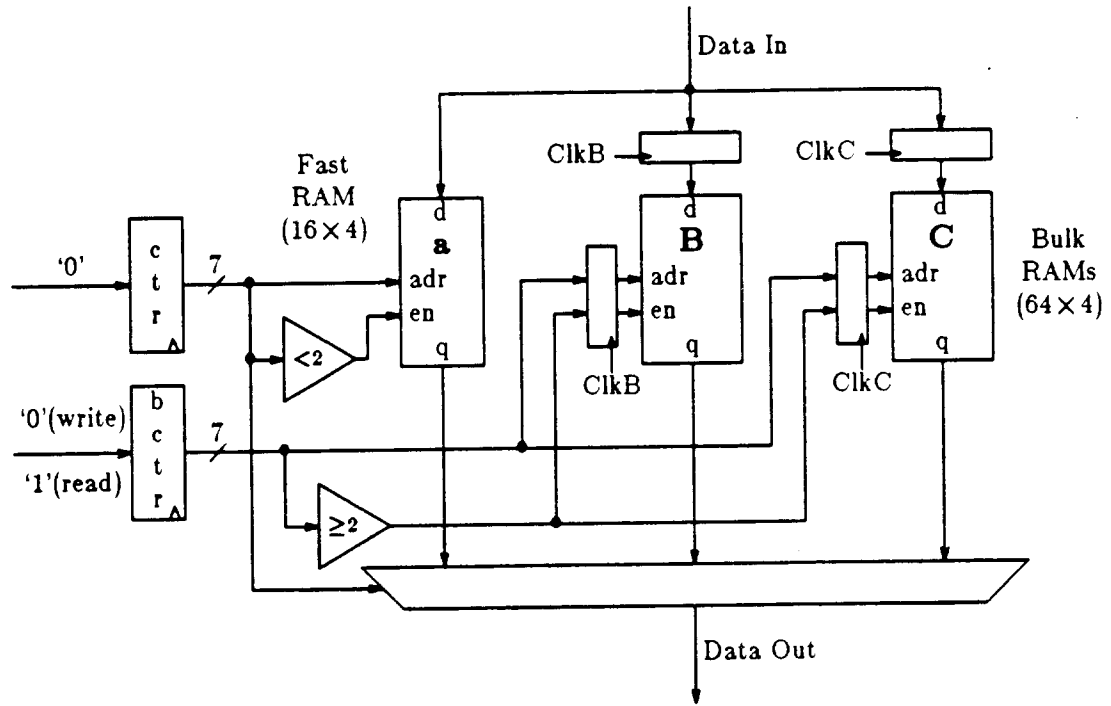 Data In
ClkB
ClkC
Fast
RAM
(16×4)
d
a
adr
en
q
d
B
adr
en
q
d
C
adr
en
q
Bulk
RAMs
(64×4)
'0'
c
t
r
7
<2
ClkB
ClkC
'0'(write)
'1'(read)
b
c
t
r
7
≥2
Data Out